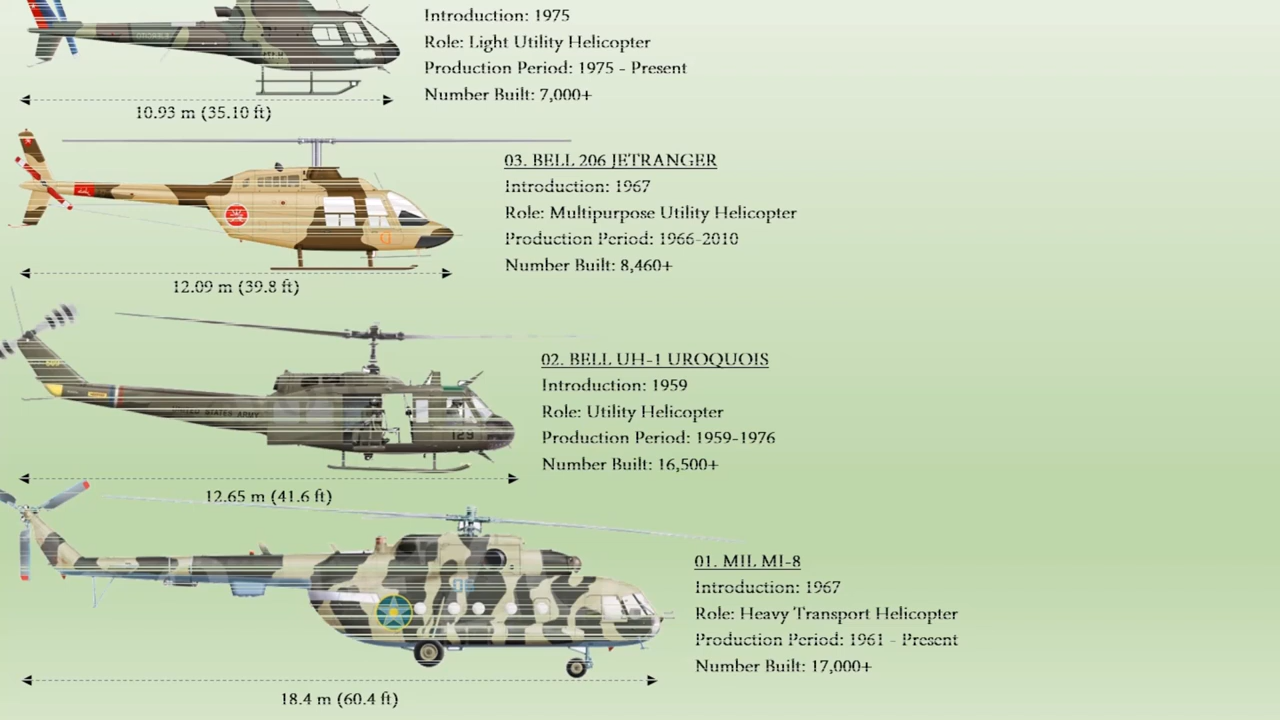 Introduction: 1975
Role: Light Utility Helicopter
Production Period: 1975 - Present
Number Built: 7,000+
10.93 m (35.10 ft)
03. BELL 206 JETRANGER
Introduction: 1967
Role: Multipurpose Utility Helicopter
Production Period: 1966-2010
Number Built: 8,460+
12.09 m (39.8 ft)
02. BELL UH-1 UROQUOIS
Introduction: 1959
Role: Utility Helicopter
Production Period: 1959-1976
Number Built: 16,500+
UNITED STATES ARMY
129
12.65 m (41.6 ft)
01. MIL MI-8
Introduction: 1967
Role: Heavy Transport Helicopter
Production Period: 1961 - Present
Number Built: 17,000+
18.4 m (60.4 ft)